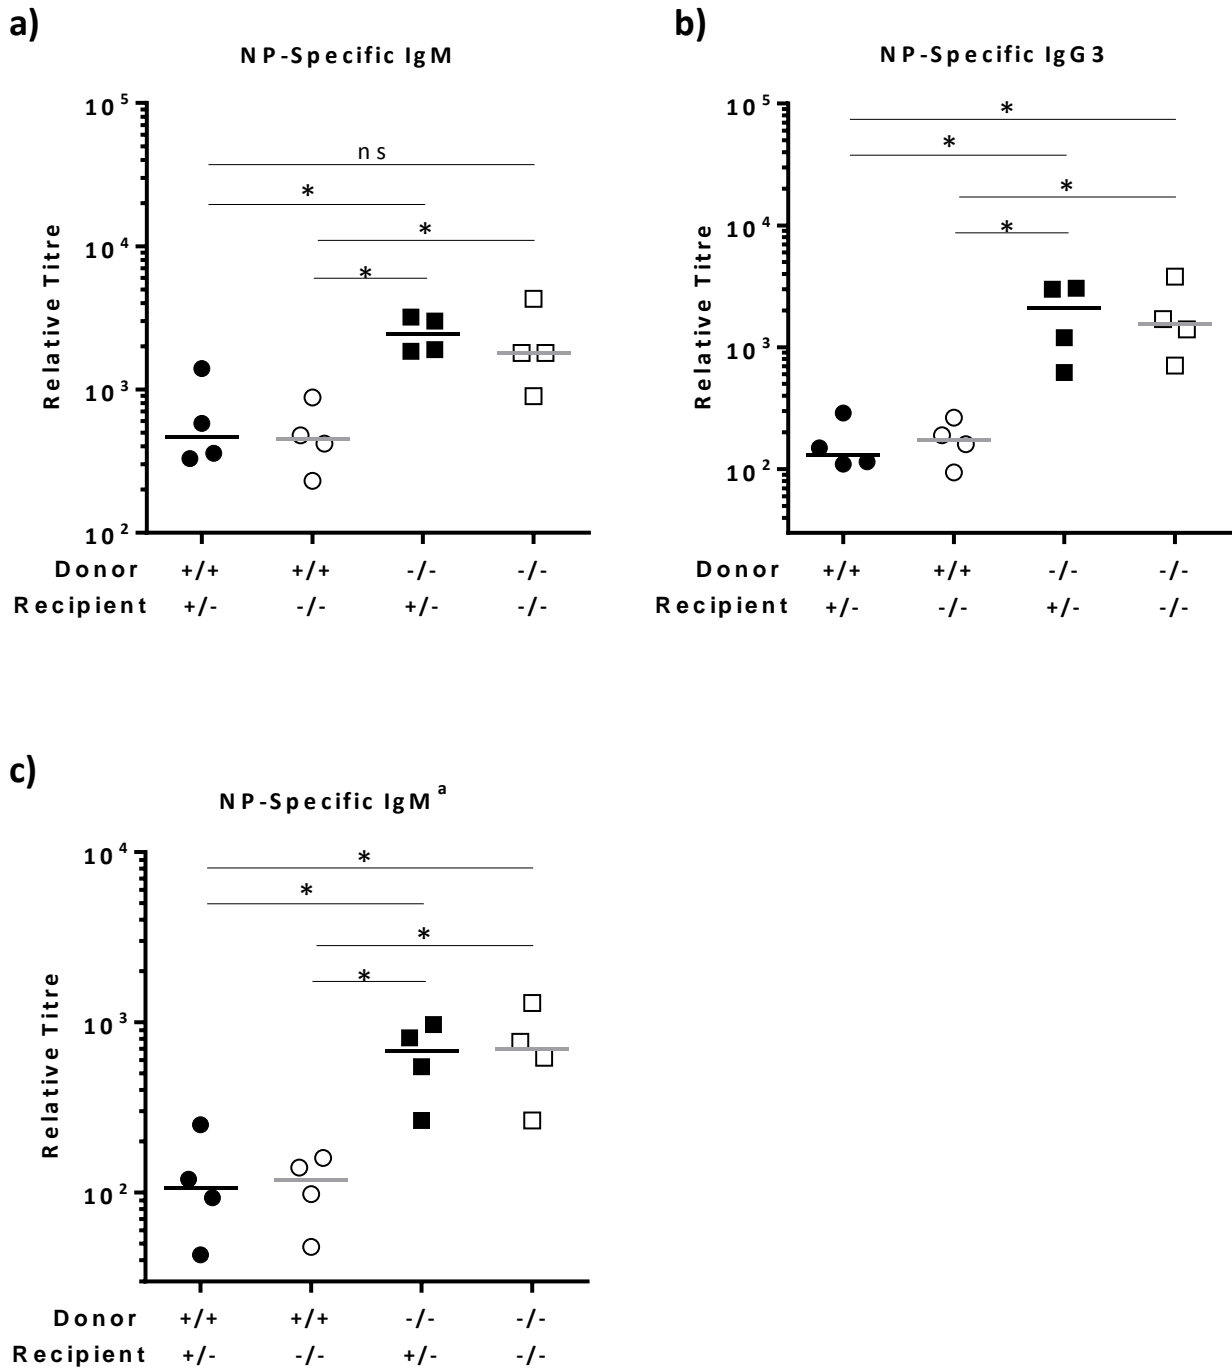 a)
NP-Specific IgM
10^5
ns
*
*
10^4
*
Relative Titre
10^3
10^2
Donor +/+ +/+ -/- -/-
Recipient +/- -/- +/- -/-
b)
NP-Specific IgG3
10^5
*
*
*
10^4
*
Relative Titre
10^3
10^2
Donor +/+ +/+ -/- -/-
Recipient +/- -/- +/- -/-
c)
NP-Specific IgM^a
10^4
*
*
*
*
Relative Titre
10^3
10^2
Donor +/+ +/+ -/- -/-
Recipient +/- -/- +/- -/-